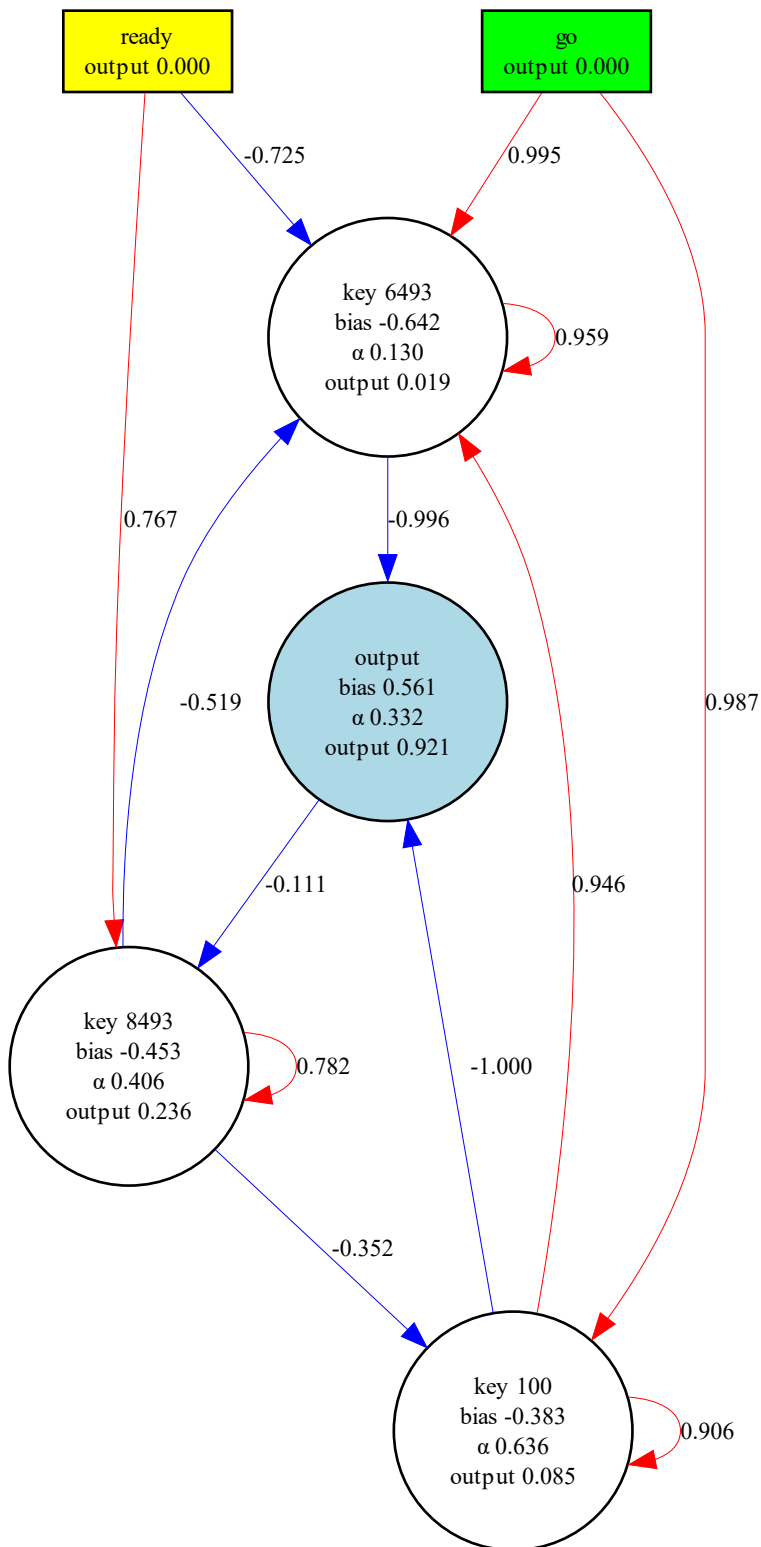 ready
output 0.000
go
output 0.000
-0.725
0.995
key 6493
bias -0.642
α 0.130
output 0.019
0.959
0.767
-0.996
-0.519
output
bias 0.561
α 0.332
output 0.921
0.987
-0.111
0.946
key 8493
bias -0.453
α 0.406
output 0.236
0.782
-1.000
-0.352
key 100
bias -0.383
α 0.636
output 0.085
0.906